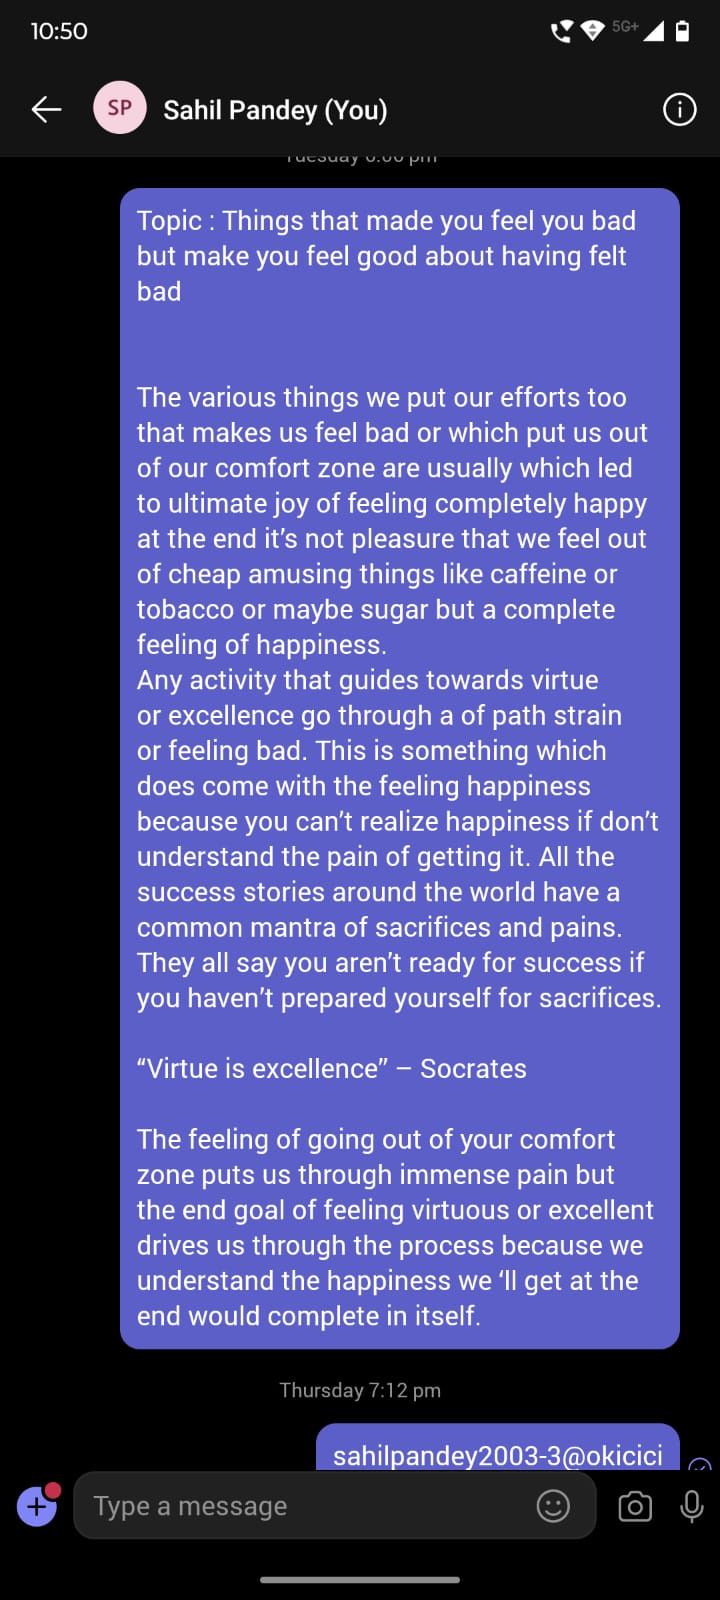 10:50
5G+
SP
Sahil Pandey (You)
Topic : Things that made you feel you bad
but make you feel good about having felt
bad
The various things we put our efforts too
that makes us feel bad or which put us out
of our comfort zone are usually which led
to ultimate joy of feeling completely happy
at the end it’s not pleasure that we feel out
of cheap amusing things like caffeine or
tobacco or maybe sugar but a complete
feeling of happiness.
Any activity that guides towards virtue
or excellence go through a of path strain
or feeling bad. This is something which
does come with the feeling happiness
because you can’t realize happiness if don’t
understand the pain of getting it. All the
success stories around the world have a
common mantra of sacrifices and pains.
They all say you aren’t ready for success if
you haven’t prepared yourself for sacrifices.
“Virtue is excellence” – Socrates
The feeling of going out of your comfort
zone puts us through immense pain but
the end goal of feeling virtuous or excellent
drives us through the process because we
understand the happiness we ‘ll get at the
end would complete in itself.
Thursday 7:12 pm
sahilpandey2003-3@okicici
Type a message